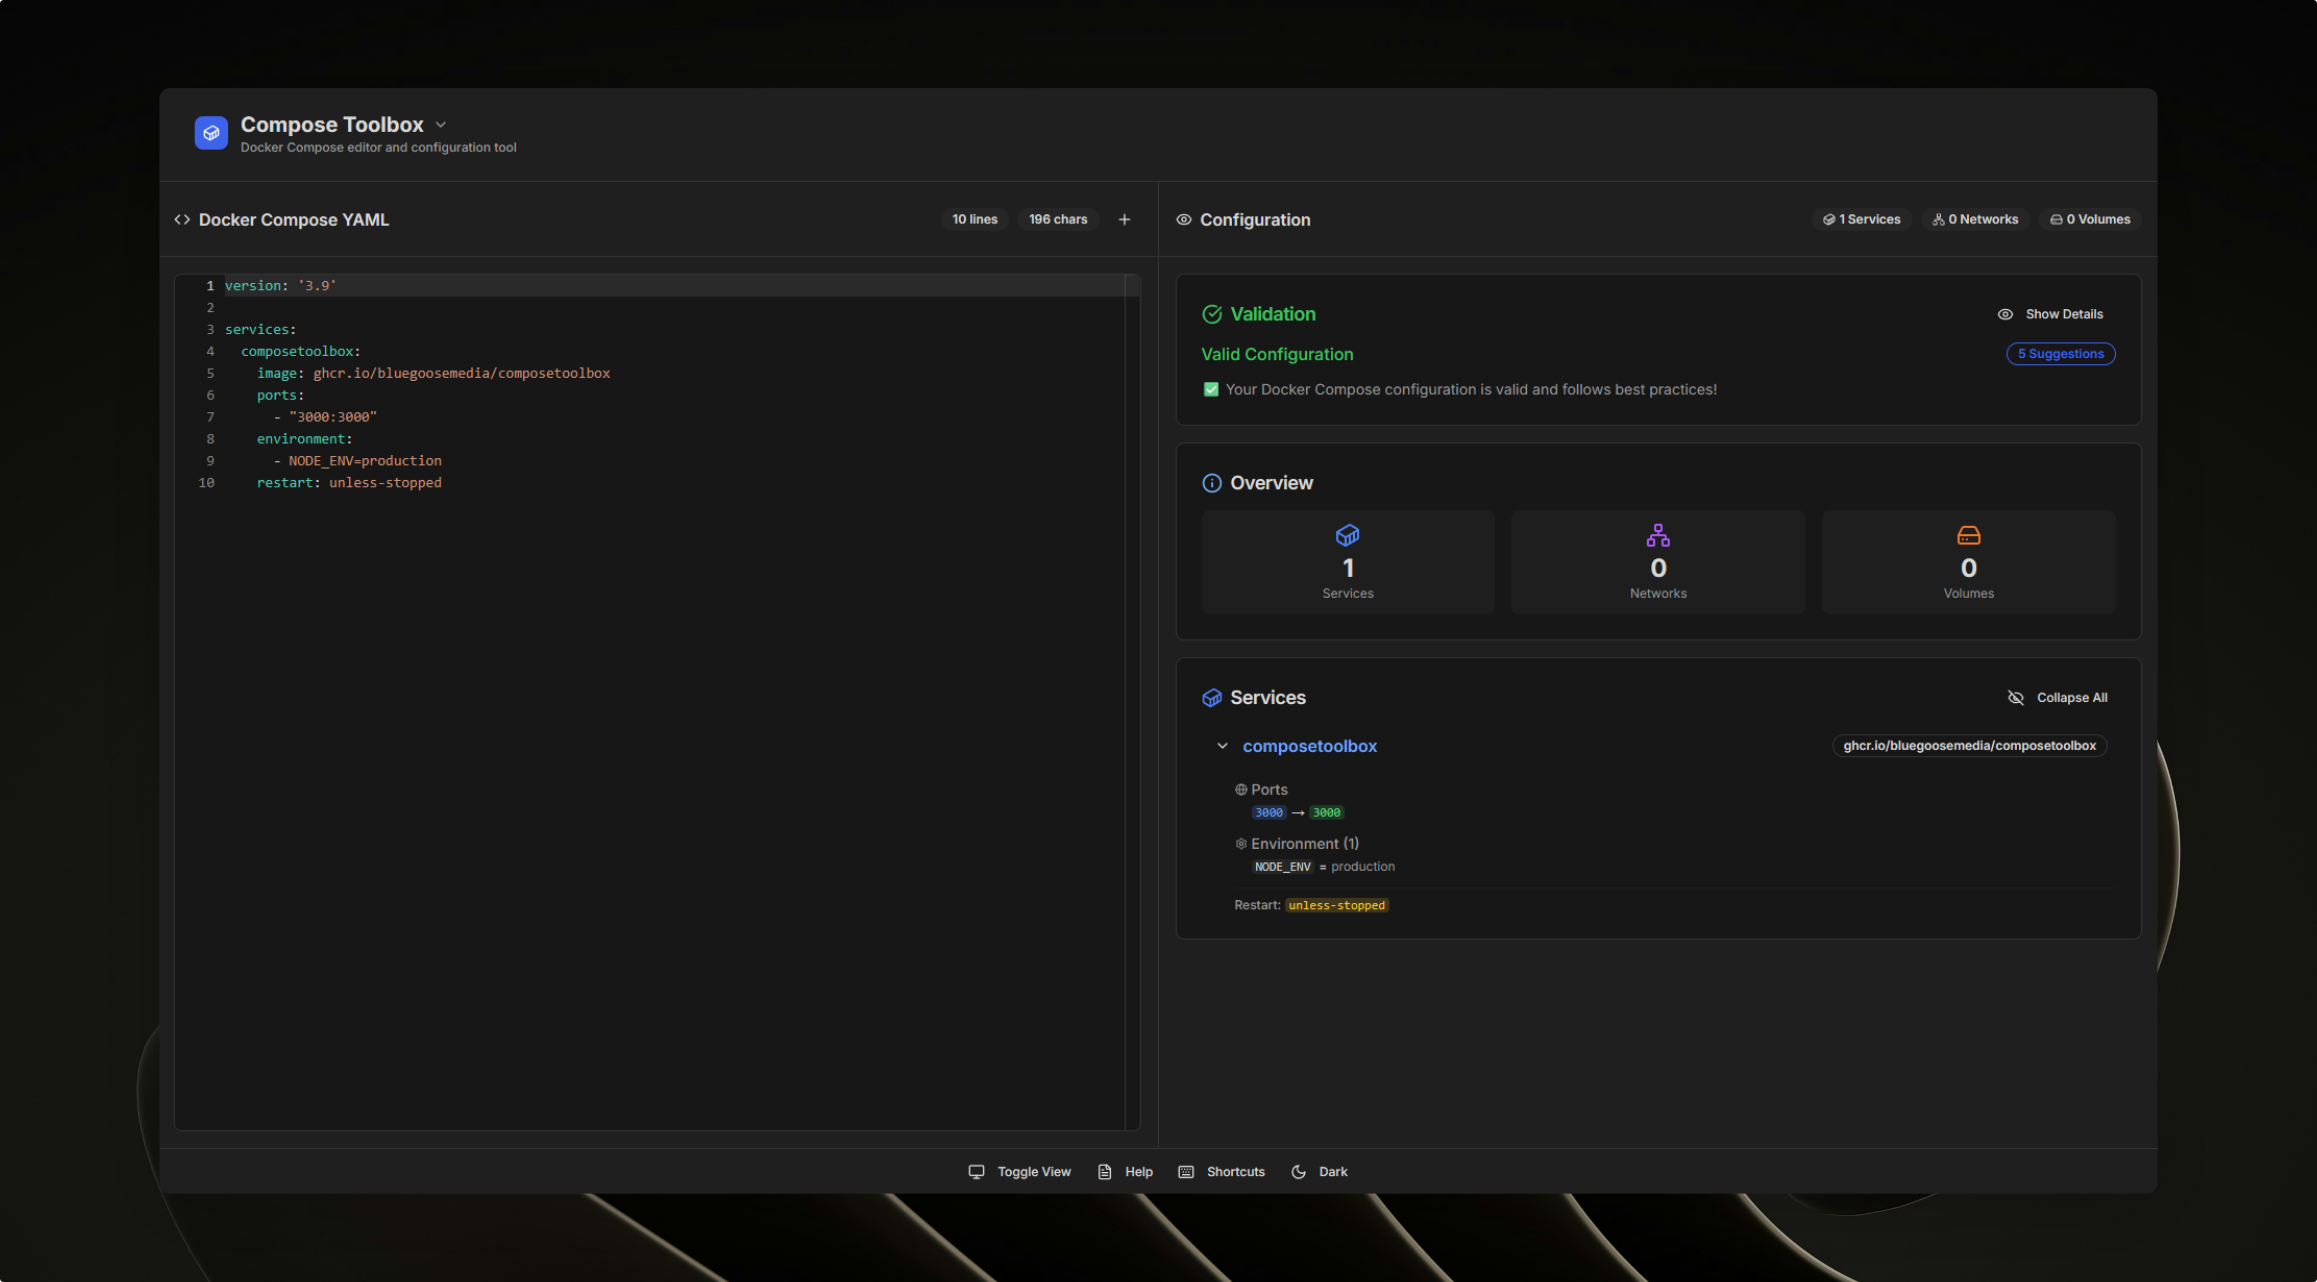 Compose Toolbox
Docker Compose editor and configuration tool
Docker Compose YAML
10 lines
196 chars
1 version: '3.9'
2
3 services:
4 composetoolbox:
5 image: ghcr.io/bluegoosemedia/composetoolbox
6 ports:
7 - "3000:3000"
8 environment:
9 - NODE_ENV=production
10 restart: unless-stopped
Configuration
1 Services
0 Networks
0 Volumes
Validation
Show Details
Valid Configuration
5 Suggestions
✅ Your Docker Compose configuration is valid and follows best practices!
Overview
1
Services
0
Networks
0
Volumes
Services
Collapse All
composetoolbox
ghcr.io/bluegoosemedia/composetoolbox
Ports
3000 → 3000
Environment (1)
NODE_ENV = production
Restart: unless-stopped
Toggle View
Help
Shortcuts
Dark